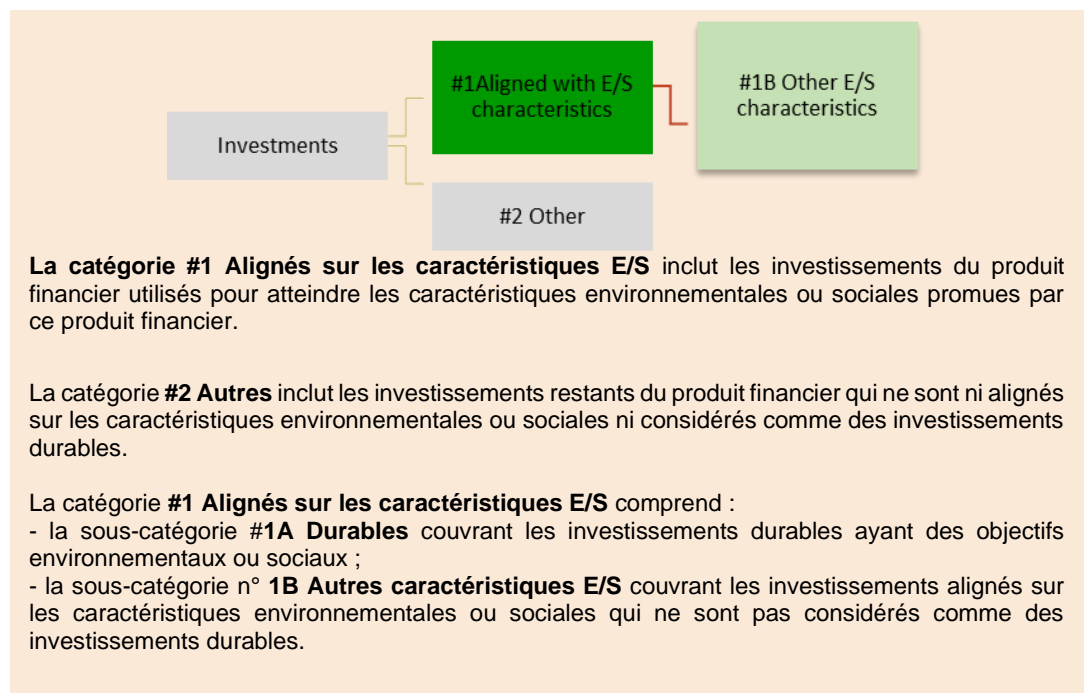 #1Aligned with E/S
characteristics
#1B Other E/S
characteristics
Investments
#2 Other
La catégorie #1 Alignés sur les caractéristiques E/S inclut les investissements du produit
financier utilisés pour atteindre les caractéristiques environnementales ou sociales promues par
ce produit financier.
La catégorie #2 Autres inclut les investissements restants du produit financier qui ne sont ni alignés
sur les caractéristiques environnementales ou sociales ni considérés comme des investissements
durables.
La catégorie #1 Alignés sur les caractéristiques E/S comprend :
- la sous-catégorie #1A Durables couvrant les investissements durables ayant des objectifs
environnementaux ou sociaux ;
- la sous-catégorie n° 1B Autres caractéristiques E/S couvrant les investissements alignés sur
les caractéristiques environnementales ou sociales qui ne sont pas considérés comme des
investissements durables.